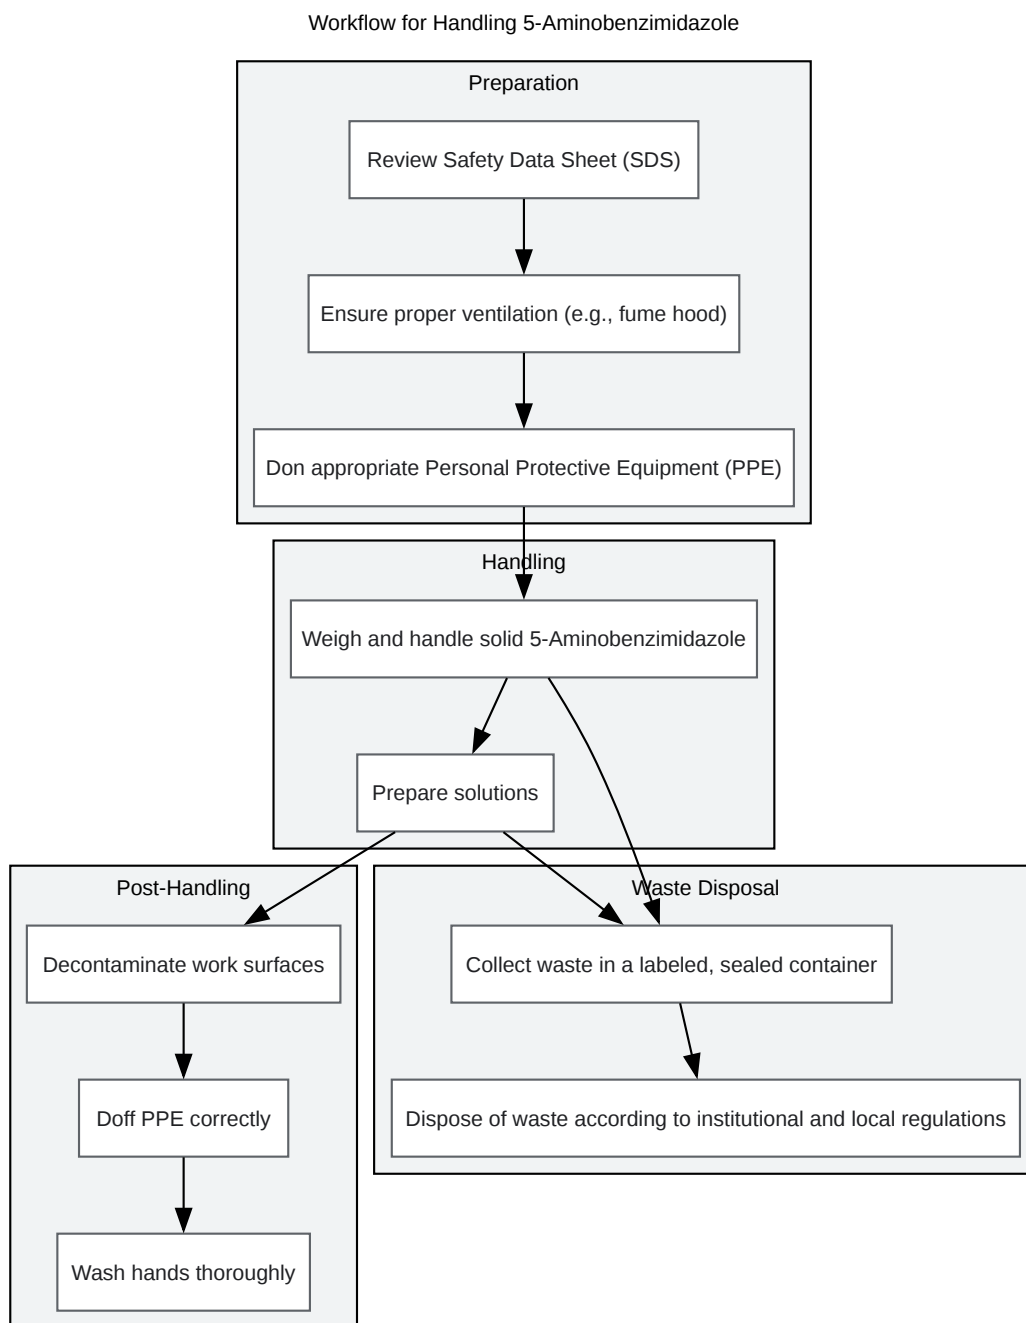 Workflow for Handling 5-Aminobenzimidazole
Preparation
Review Safety Data Sheet (SDS)
Ensure proper ventilation (e.g., fume hood)
Don appropriate Personal Protective Equipment (PPE)
Handling
Weigh and handle solid 5-Aminobenzimidazole
Prepare solutions
Post-Handling
Decontaminate work surfaces
Doff PPE correctly
Wash hands thoroughly
Waste Disposal
Collect waste in a labeled, sealed container
Dispose of waste according to institutional and local regulations